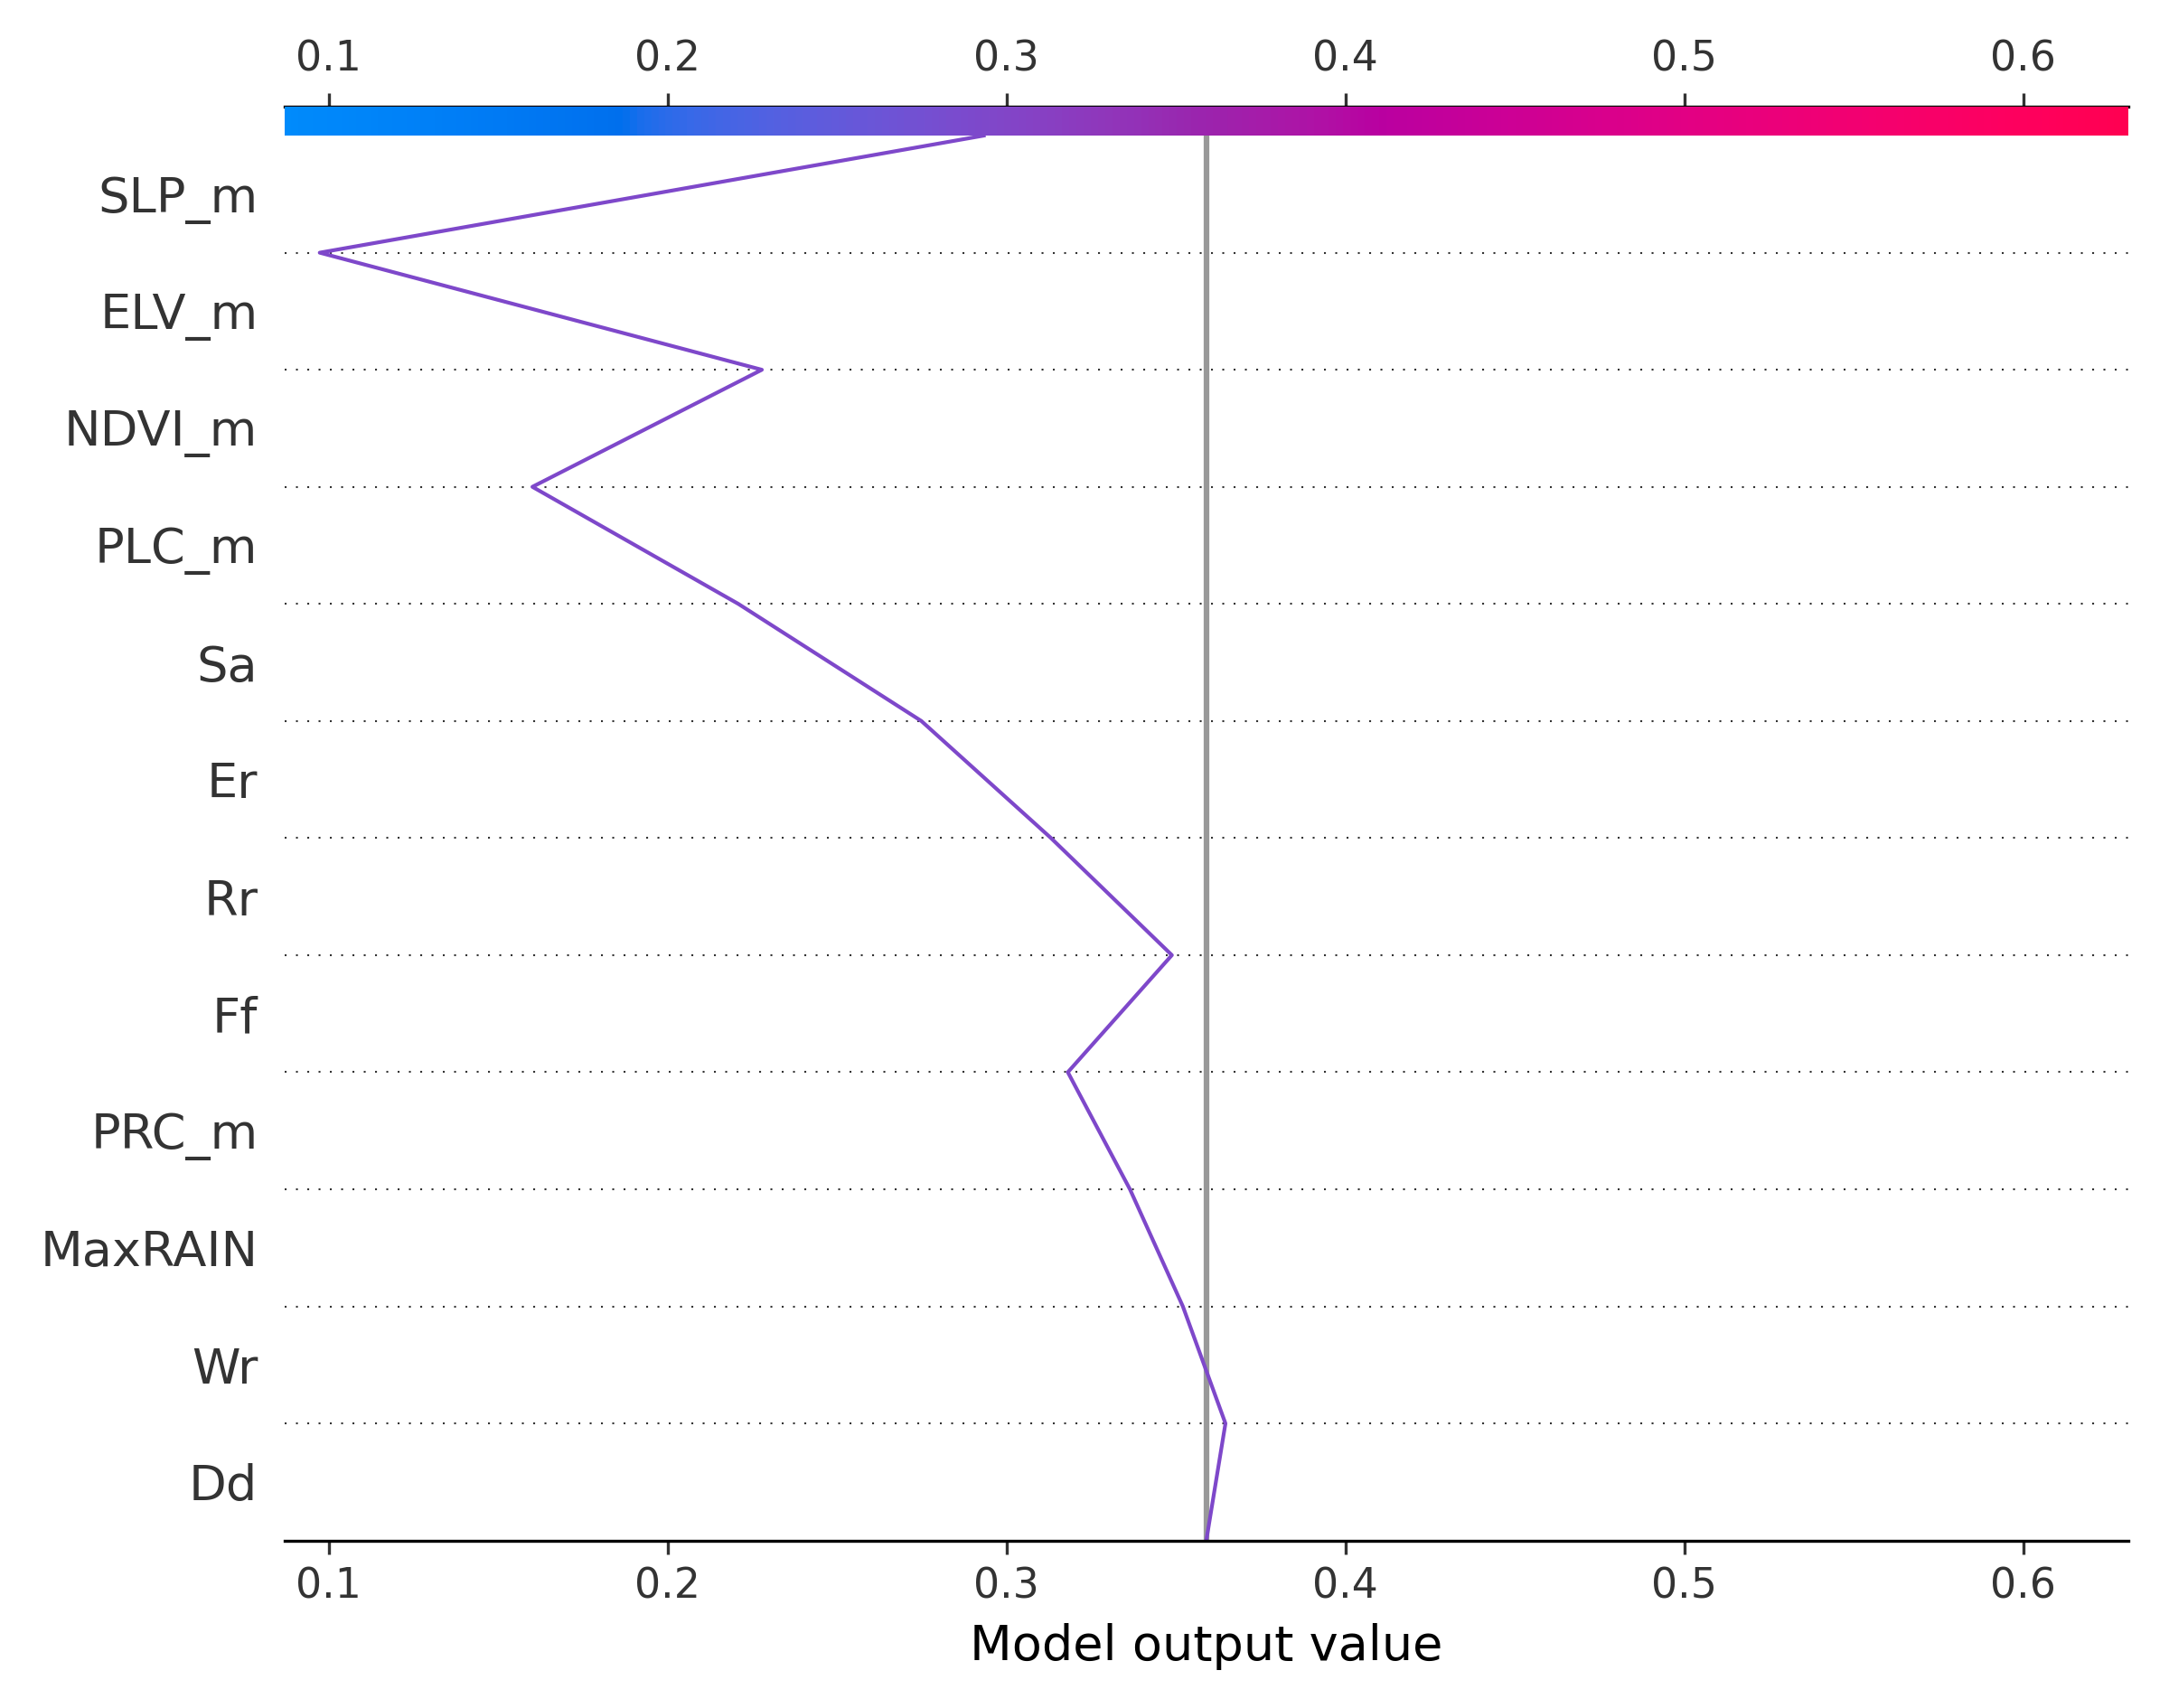 0.1 0.2 0.3 0.4 0.5 0.6
SLP_m
ELV_m
NDVI_m
PLC_m
Sa
Er
Rr
Ff
PRC_m
MaxRAIN
Wr
Dd
0.1 0.2 0.3 0.4 0.5 0.6
Model output value